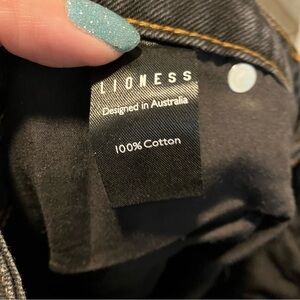 LIONESS
Designed in Australia
100% Cotton